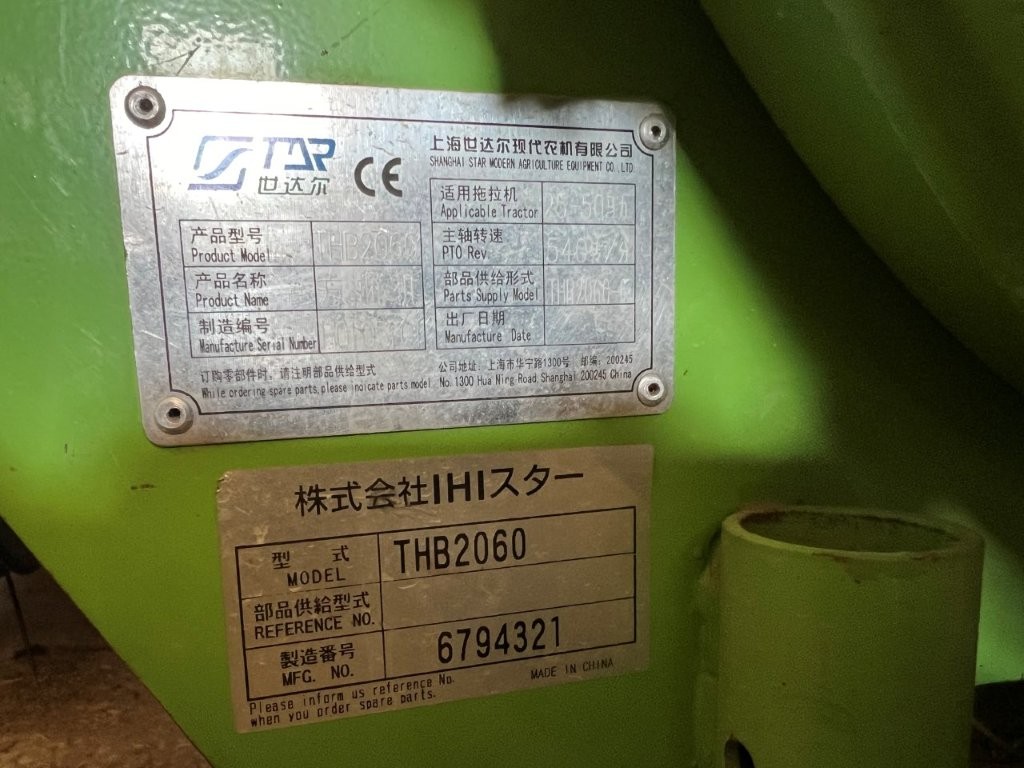 STAR
世达尔
CE
上海世达尔现代农机有限公司
SHANGHAI STAR MODERN AGRICULTURE EQUIPMENT CO., LTD
产品型号
Product Model
THB2060
产品名称
Product Name
制造编号
Manufacture Serial Number
适用拖拉机
Applicable Tractor
主轴转速
PTO Rev.
部品供给形式
Parts Supply Model
出厂日期
Manufacture Date
订购零部件时，请注明部品供给型式
While ordering spare parts, please inoicate parts model
公司地址：上海市华宁路1300号 邮编：200245
No. 1300 Hua Ning Road Shanghai 200245 China
株式会社IHIスター
型式
MODEL
THB2060
部品供給型式
REFERENCE NO.
製造番号
MFG. NO.
6794321
Please inform us reference No.
when you order spare parts.
MADE IN CHINA